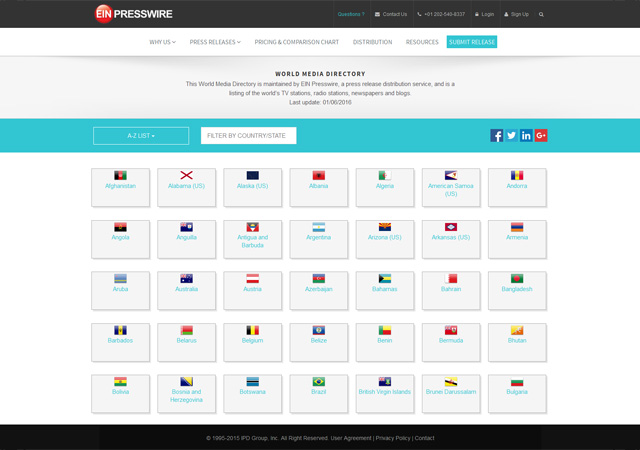 EIN PRESSWIRE
Questions ?
Contact Us
+01 202-540-8337
Login
Sign Up
WHY US
PRESS RELEASES
PRICING & COMPARISON CHART
DISTRIBUTION
RESOURCES
SUBMIT RELEASE
WORLD MEDIA DIRECTORY
This World Media Directory is maintained by EIN Presswire, a press release distribution service, and is a
listing of the world's TV stations, radio stations, newspapers and blogs.
Last update: 01/06/2016
A-Z LIST
FILTER BY COUNTRY/STATE
Afghanistan
Alabama (US)
Alaska (US)
Albania
Algeria
American Samoa
(US)
Andorra
Angola
Anguilla
Antigua and
Barbuda
Argentina
Arizona (US)
Arkansas (US)
Armenia
Aruba
Australia
Austria
Azerbaijan
Bahamas
Bahrain
Bangladesh
Barbados
Belarus
Belgium
Belize
Benin
Bermuda
Bhutan
Bolivia
Bosnia and
Herzegovina
Botswana
Brazil
British Virgin Islands
Brunei Darussalam
Bulgaria
© 1995-2015 IPD Group, Inc. All Right Reserved. User Agreement | Privacy Policy | Contact